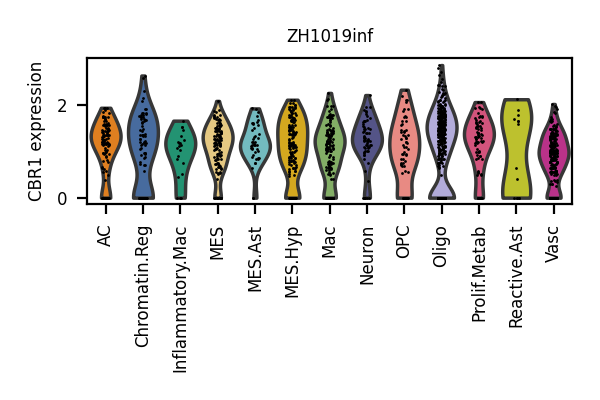 ZH1019inf
CBR1 expression
2
0
AC
Chromatin.Reg
Inflammatory.Mac
MES
MES.Ast
MES.Hyp
Mac
Neuron
OPC
Oligo
Prolif.Metab
Reactive.Ast
Vasc